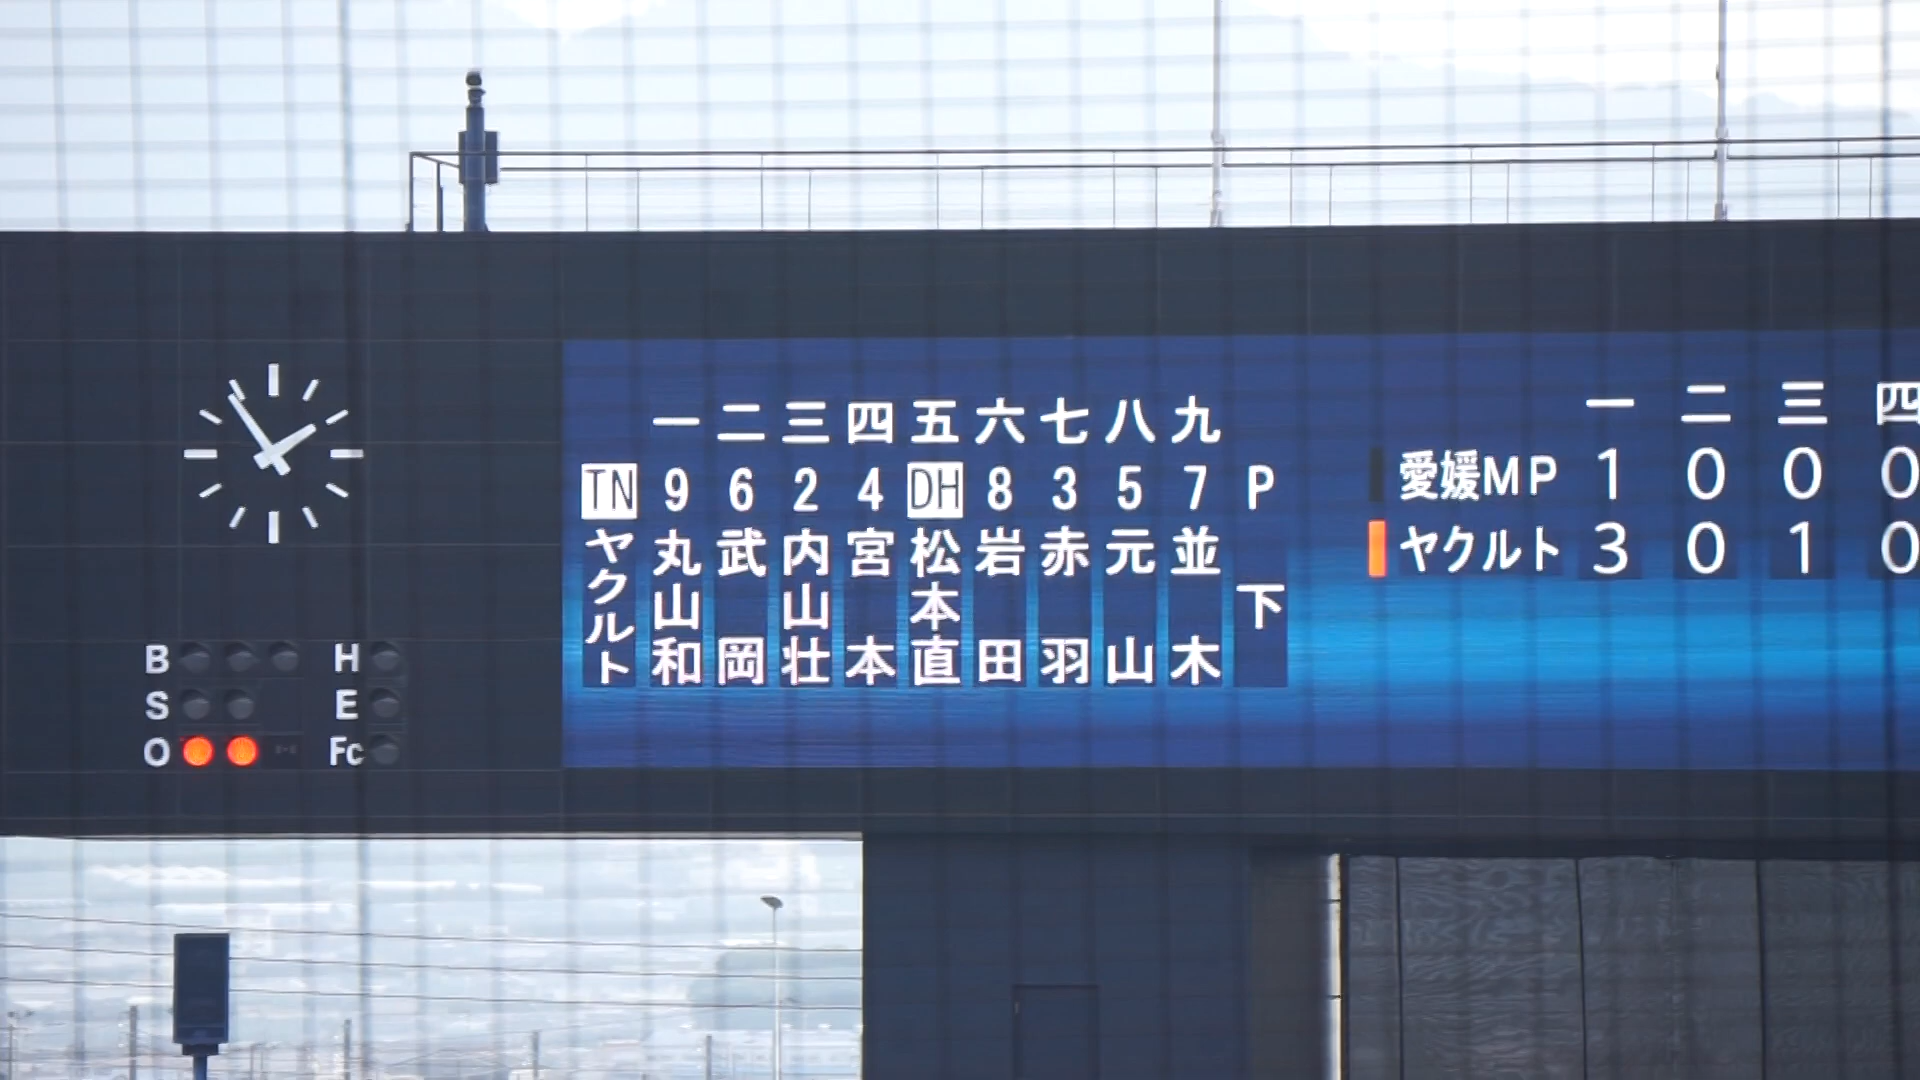 一 二 三 四 五 六 七 八 九
TN 9 6 2 4 DH 8 3 5 7 P
ヤクルト 丸山和 武岡 内山壮 宮本 松本直 岩田 赤羽 元山 並木 下
一 二 三 四
愛媛MP 1 0 0 0
ヤクルト 3 0 1 0
B H
S E
O Fc